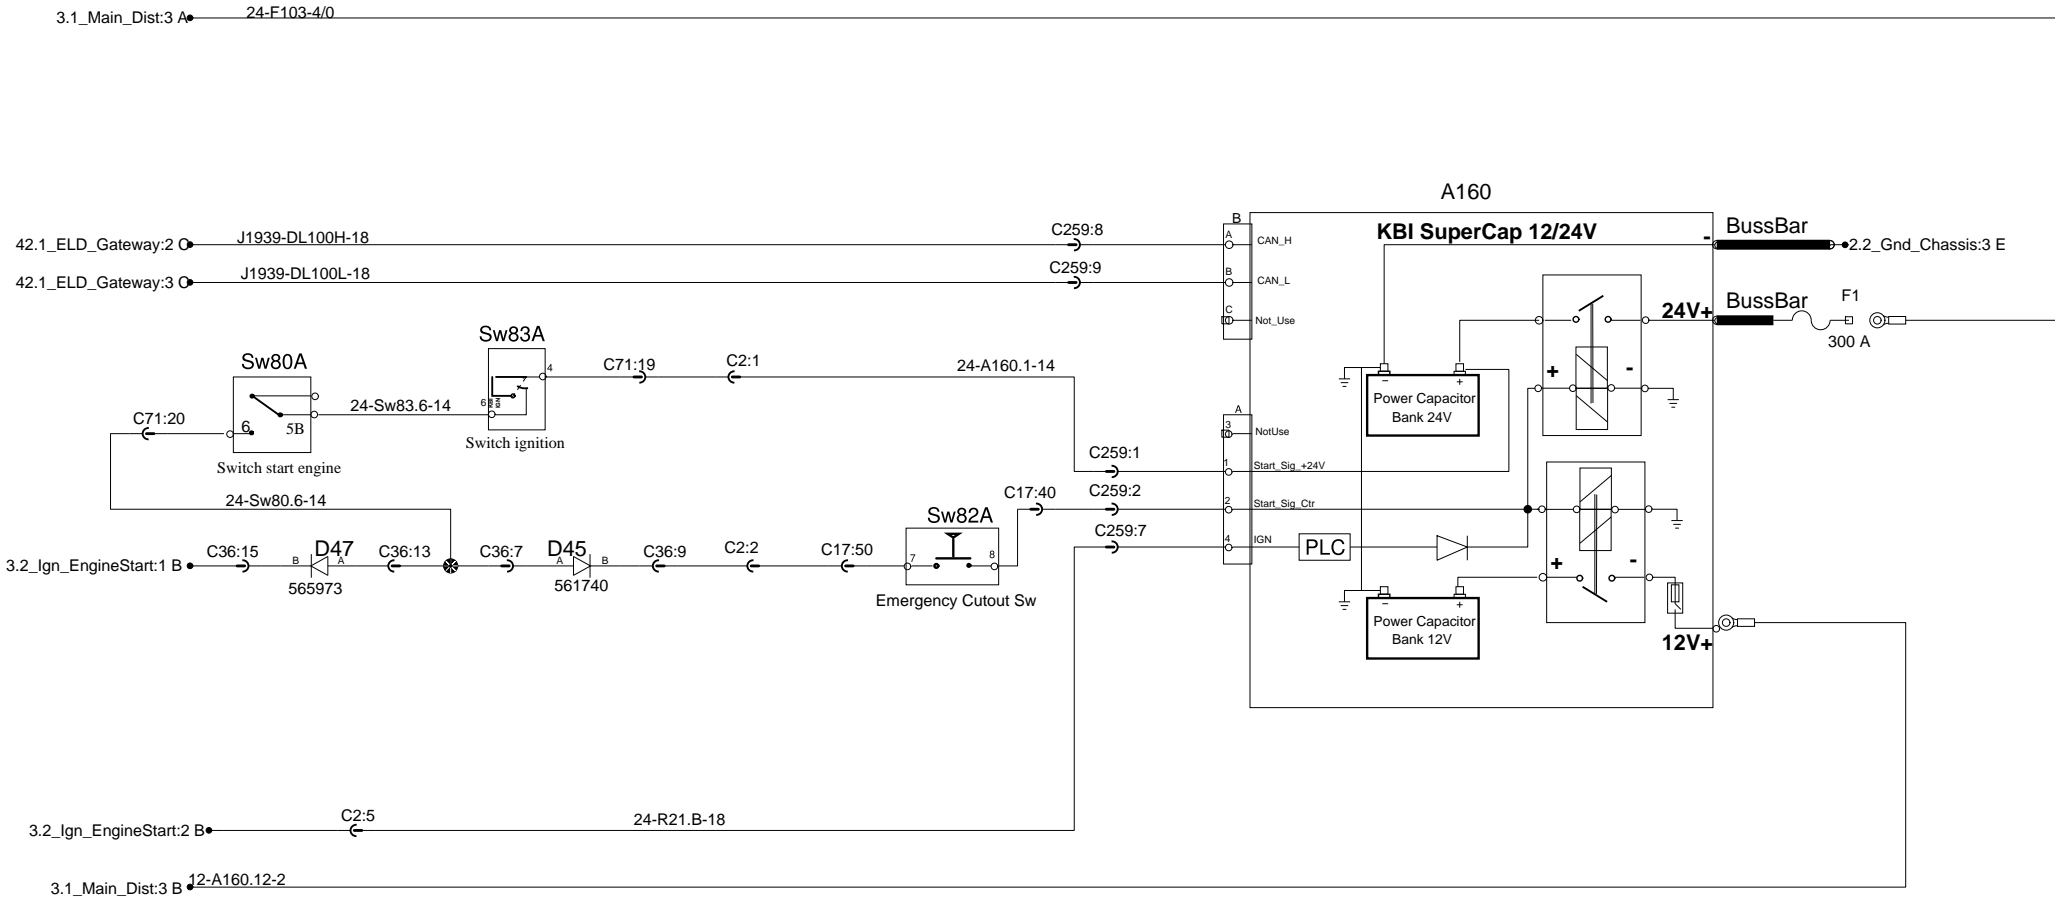 3.1_Main_Dist:3 A
24-F103-4/0
A160
B
KBI SuperCap 12/24V
-
BussBar
2.2_Gnd_Chassis:3 E
42.1_ELD_Gateway:2 C
J1939-DL100H-18
C259:8
A
CAN_H
42.1_ELD_Gateway:3 C
J1939-DL100L-18
C259:9
B
CAN_L
C
Not_Use
24V+
BussBar
F1
300 A
Sw83A
4
6
KBI
IGN
Switch ignition
Sw80A
6
5B
Switch start engine
24-Sw83.6-14
C71:19
C2:1
24-A160.1-14
C71:20
24-Sw80.6-14
+
-
− +
Power Capacitor
Bank 24V
A
3
NotUse
C259:1
1
Start_Sig_+24V
C17:40
C259:2
2
Start_Sig_Ctr
C259:7
4
IGN
PLC
3.2_Ign_EngineStart:1 B
C36:15
B
D47
A
565973
C36:13
C36:7
D45
A
B
561740
C36:9
C2:2
C17:50
Sw82A
7
8
Emergency Cutout Sw
+
-
− +
Power Capacitor
Bank 12V
12V+
3.2_Ign_EngineStart:2 B
C2:5
24-R21.B-18
3.1_Main_Dist:3 B
12-A160.12-2